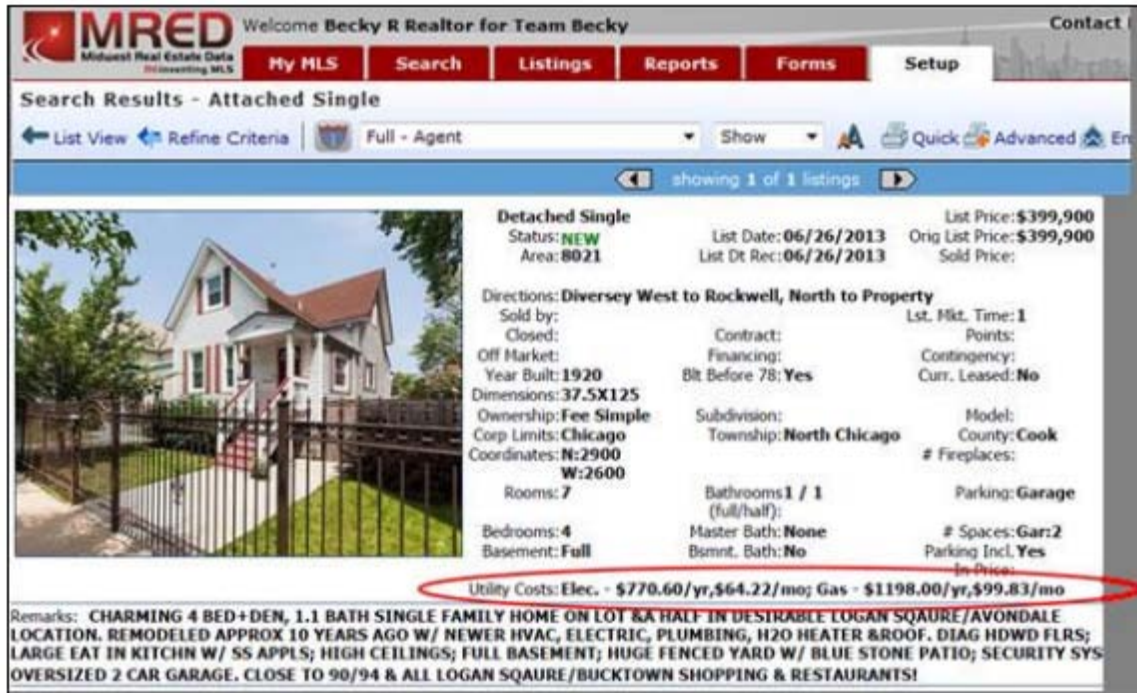 MRED Welcome Becky R Realtor for Team Becky Contact
Midwest Real Estate Data
REinventing MLS
My MLS Search Listings Reports Forms Setup
Search Results - Attached Single
List View Refine Criteria Full - Agent Show AA Quick Advanced
showing 1 of 1 listings
Detached Single List Price: $399,900
Status: NEW List Date: 06/26/2013 Orig List Price: $399,900
Area: 8021 List Dt Rec: 06/26/2013 Sold Price:
Directions: Diversey West to Rockwell, North to Property
Sold by: Lst. Mkt. Time: 1
Closed: Contract: Points:
Off Market: Financing: Contingency:
Year Built: 1920 Blt Before 78: Yes Curr. Leased: No
Dimensions: 37.5X125
Ownership: Fee Simple Subdivision: Model:
Corp Limits: Chicago Township: North Chicago County: Cook
Coordinates: N:2900 # Fireplaces:
W:2600
Rooms: 7 Bathrooms 1 / 1 Parking: Garage
(full/half):
Bedrooms: 4 Master Bath: None # Spaces: Gar:2
Basement: Full Bsmnt. Bath: No Parking Incl. Yes
In Price:
Utility Costs: Elec. - $770.60/yr,$64.22/mo; Gas - $1198.00/yr,$99.83/mo
Remarks: CHARMING 4 BED+DEN, 1.1 BATH SINGLE FAMILY HOME ON LOT &A HALF IN DESIRABLE LOGAN SQAURE/AVONDALE
LOCATION. REMODELED APPROX 10 YEARS AGO W/ NEWER HVAC, ELECTRIC, PLUMBING, H2O HEATER &ROOF. DIAG HDWD FLRS;
LARGE EAT IN KITCHN W/ SS APPLS; HIGH CEILINGS; FULL BASEMENT; HUGE FENCED YARD W/ BLUE STONE PATIO; SECURITY SYS
OVERSIZED 2 CAR GARAGE. CLOSE TO 90/94 & ALL LOGAN SQAURE/BUCKTOWN SHOPPING & RESTAURANTS!